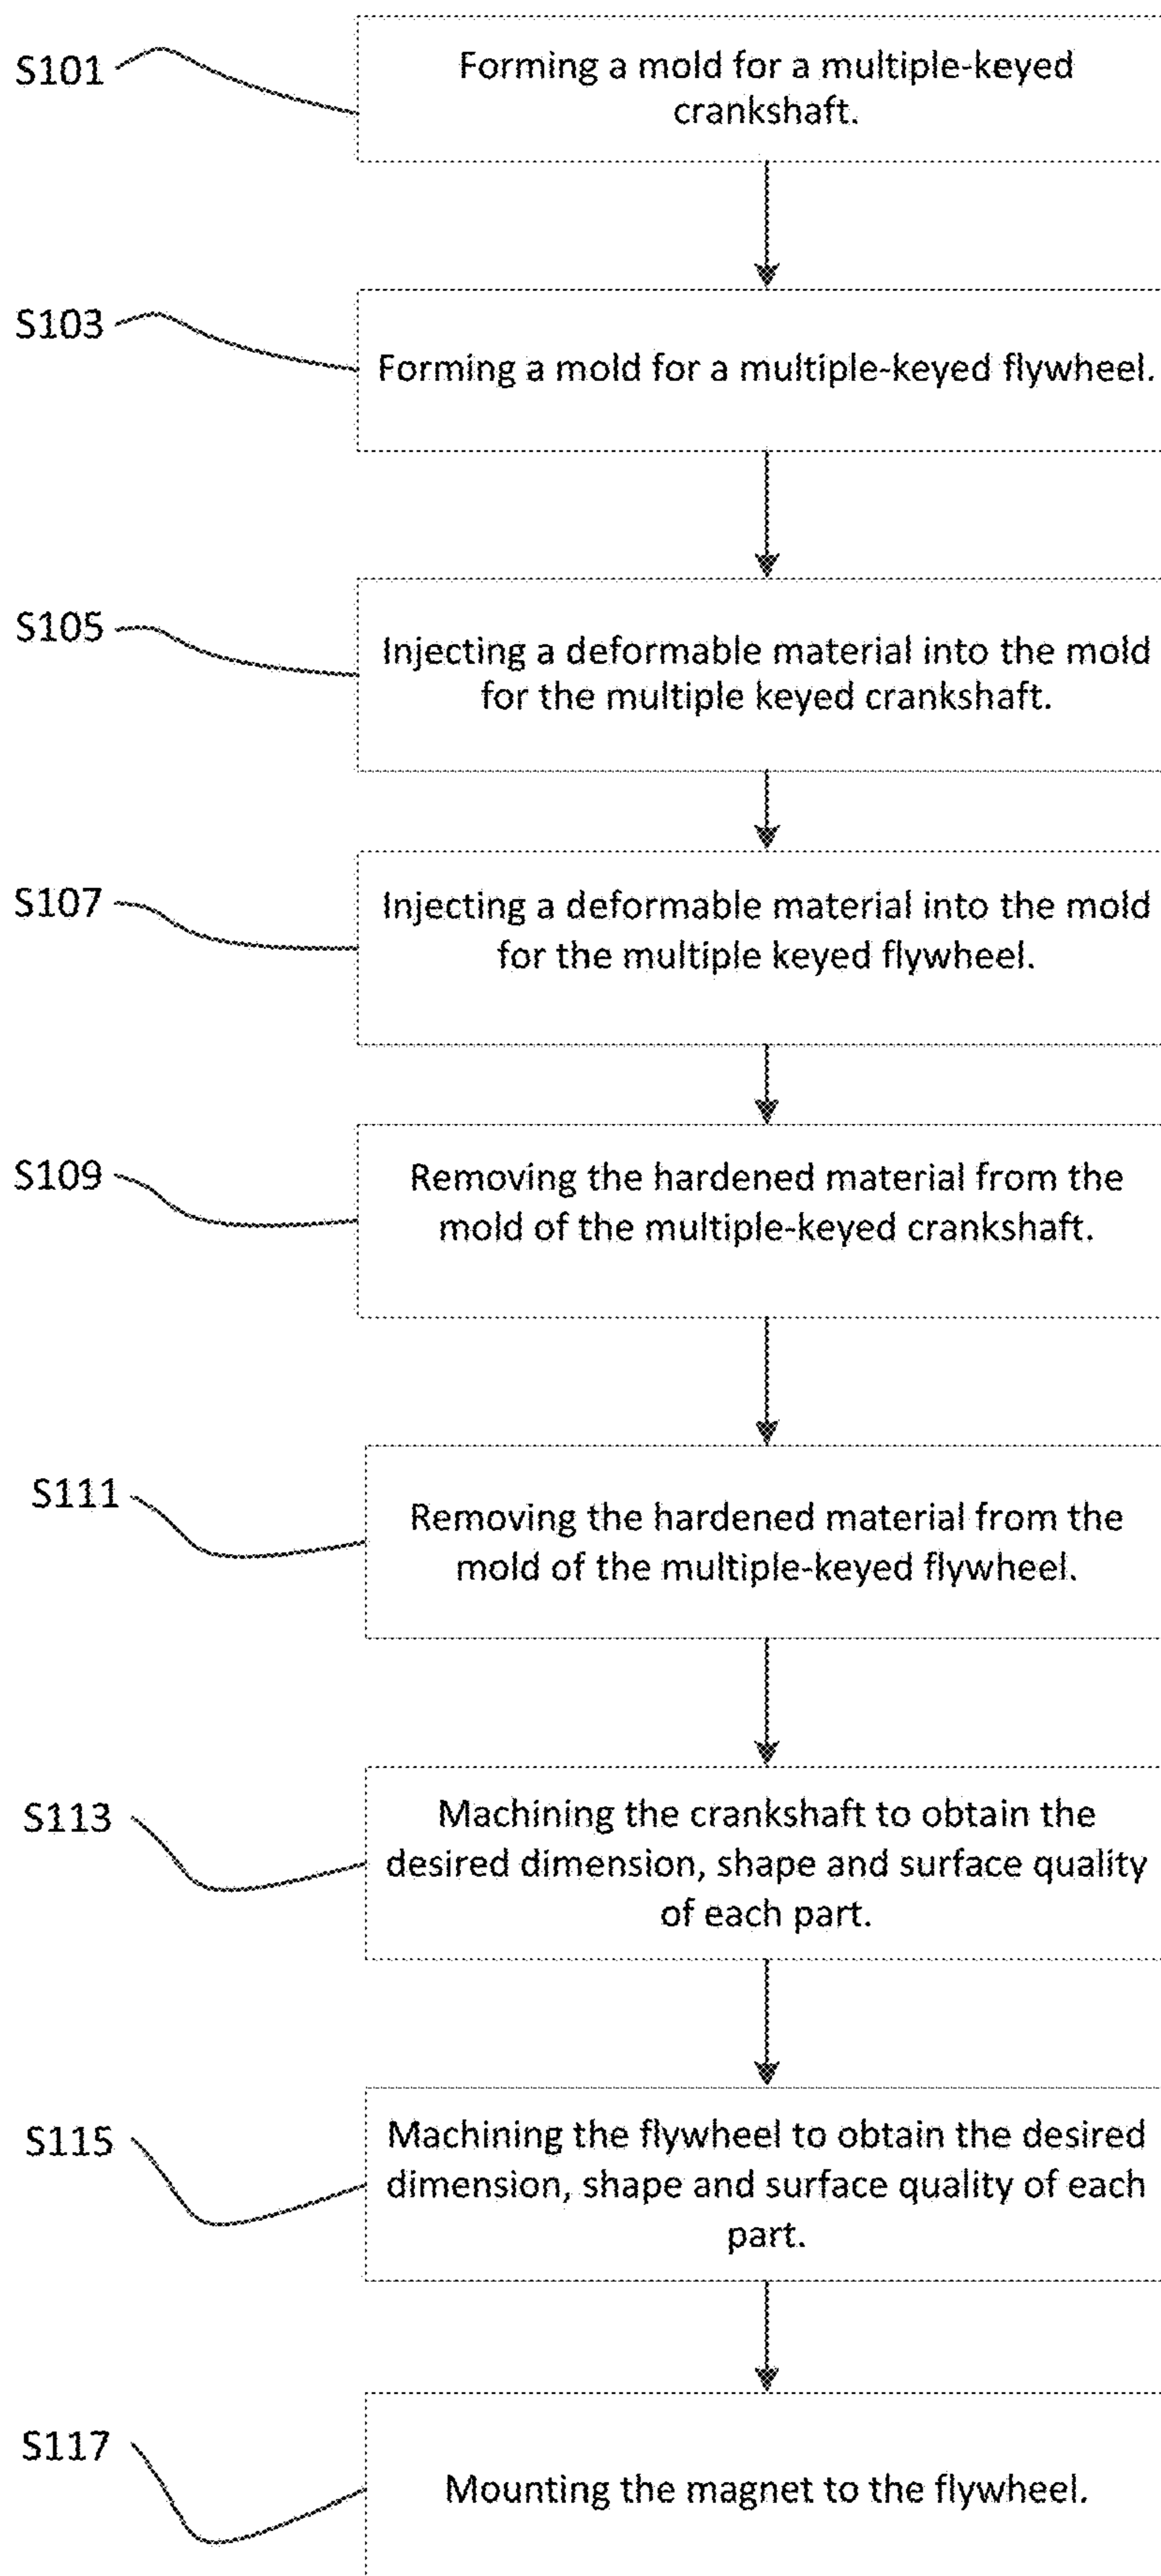 S101
Forming a mold for a multiple-keyed
crankshaft.
S103
Forming a mold for a multiple-keyed flywheel.
S105
Injecting a deformable material into the mold
for the multiple keyed crankshaft.
S107
Injecting a deformable material into the mold
for the multiple keyed flywheel.
S109
Removing the hardened material from the
mold of the multiple-keyed crankshaft.
S111
Removing the hardened material from the
mold of the multiple-keyed flywheel.
S113
Machining the crankshaft to obtain the
desired dimension, shape and surface quality
of each part.
S115
Machining the flywheel to obtain the desired
dimension, shape and surface quality of each
part.
S117
Mounting the magnet to the flywheel.